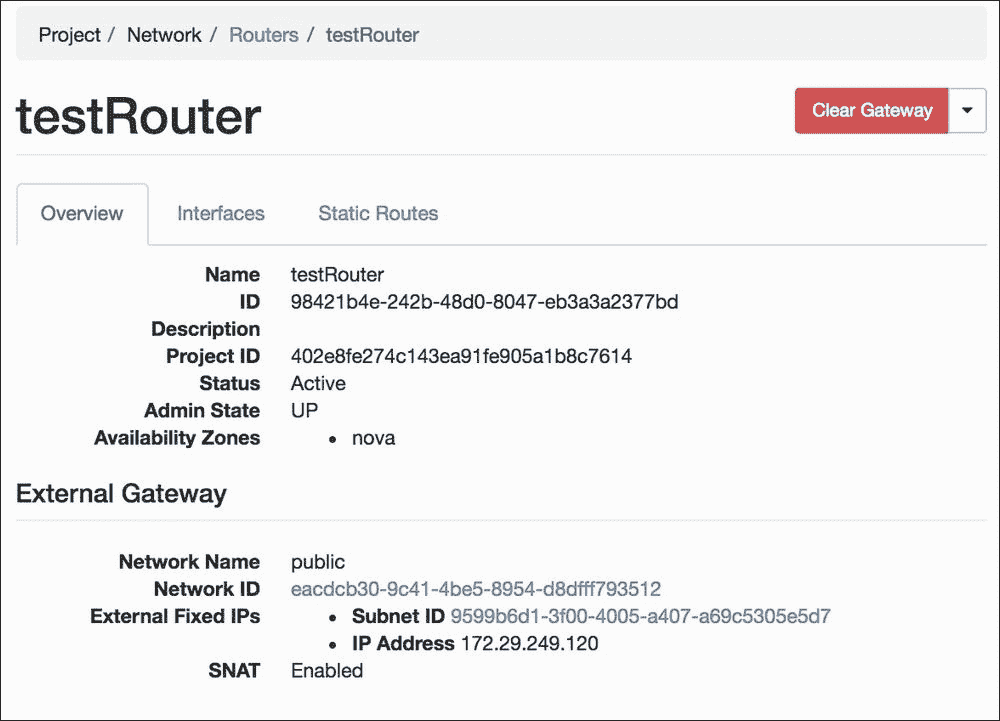 Project / Network / Routers / testRouter
testRouter
Clear Gateway
Overview Interfaces Static Routes
Name testRouter
ID 98421b4e-242b-48d0-8047-eb3a3a2377bd
Description
Project ID 402e8fe274c143ea91fe905a1b8c7614
Status Active
Admin State UP
Availability Zones • nova
External Gateway
Network Name public
Network ID eacdcb30-9c41-4be5-8954-d8dfff793512
External Fixed IPs • Subnet ID 9599b6d1-3f00-4005-a407-a69c5305e5d7
• IP Address 172.29.249.120
SNAT Enabled